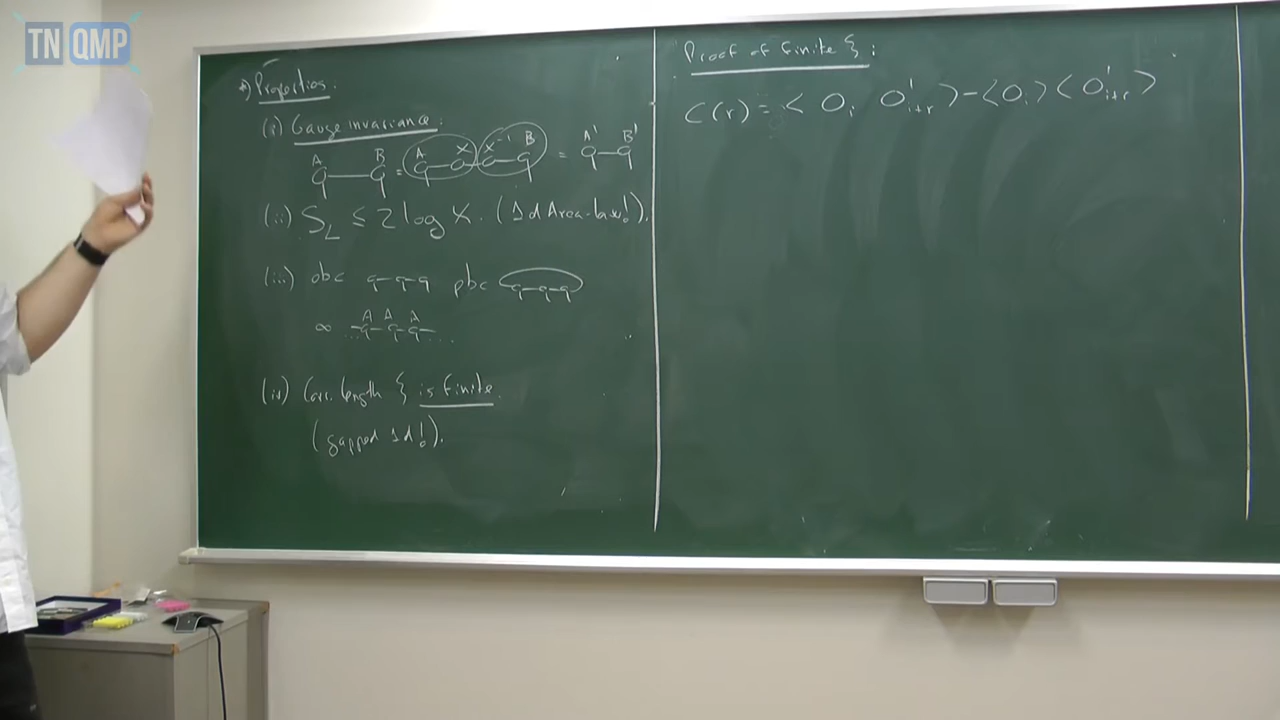 TN QMP
*) Properties:
(i) Gauge invariance:
A B = A X X⁻¹ B = A' B'
(ii) S_L ≤ 2 log χ. (1d Area-law!).
(iii) obc pbc
∞ A A A
... ...
(iv) Corr. length ξ is finite.
(gapped 1d!).
Proof of finite ξ:
C(r) = < O_i O'_{i+r} > - <O_i> < O'_{i+r} >